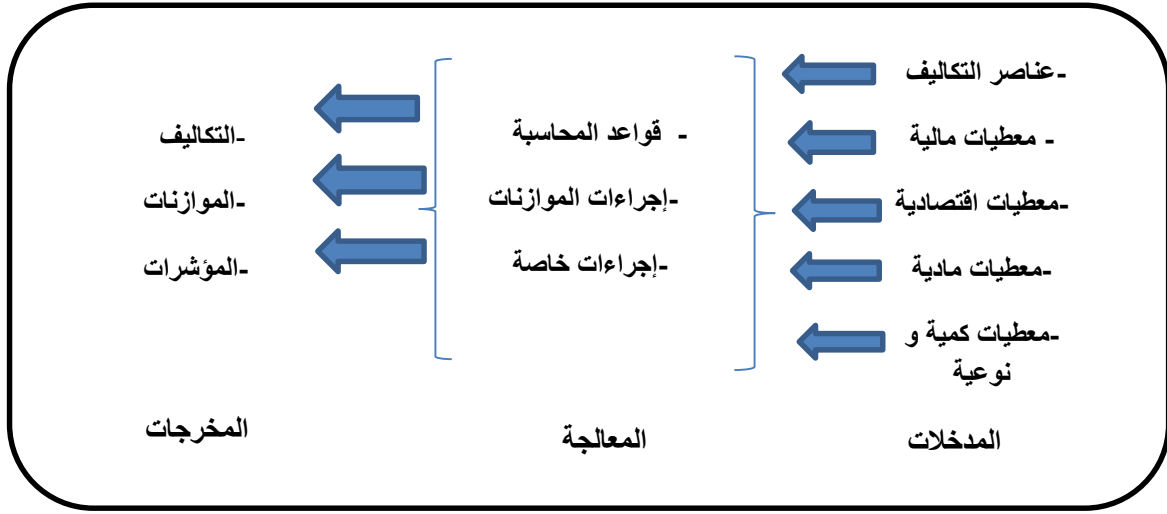 -عناصر التكاليف
- معطيات مالية
-معطيات اقتصادية
-معطيات مادية
-معطيات كمية و
نوعية
المدخلات
- قواعد المحاسبة
-إجراءات الموازنات
-إجراءات خاصة
المعالجة
-التكاليف
-الموازنات
-المؤشرات
المخرجات